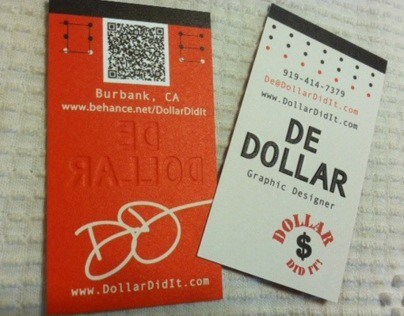 Burbank, CA
www.behance.net/DollarDidIt
DE
DOLLAR
www.DollarDidIt.com
919-414-7379
De@DollarDidIt.com
www.DollarDidIt.com
DE
DOLLAR
Graphic Designer
DOLLAR
$
DID IT!